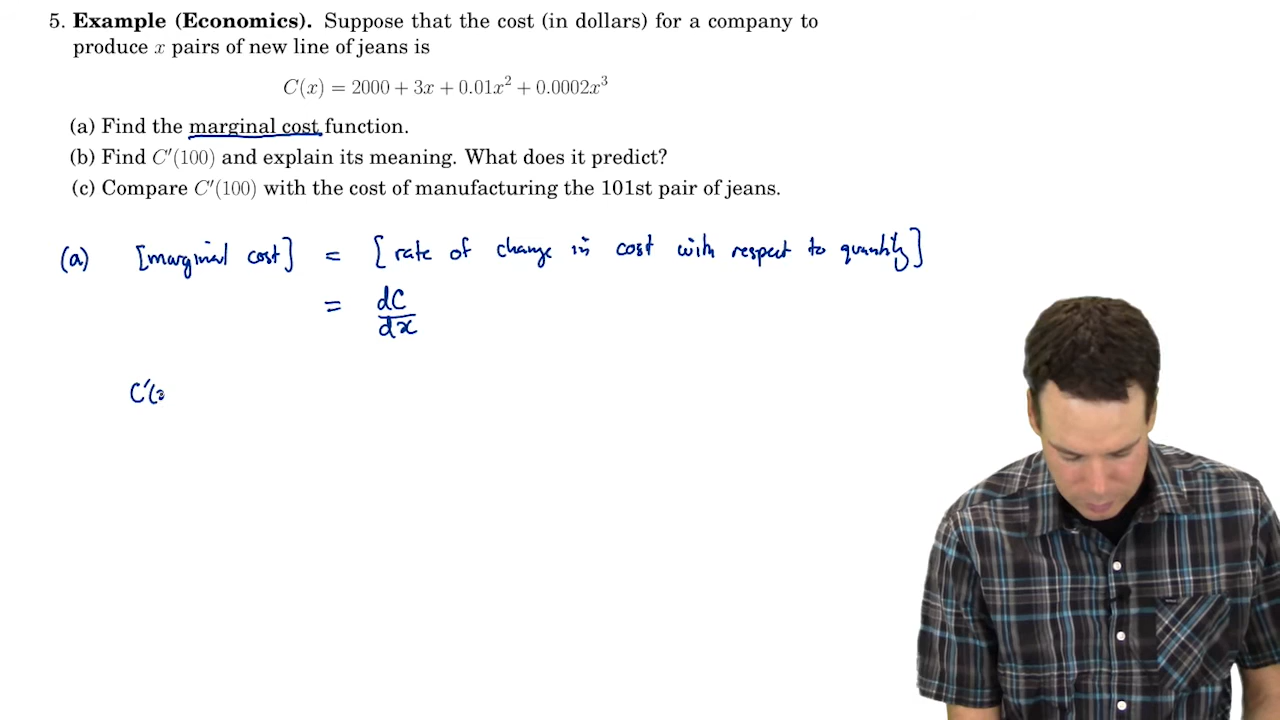 5. Example (Economics). Suppose that the cost (in dollars) for a company to
produce x pairs of new line of jeans is
C(x) = 2000 + 3x + 0.01x² + 0.0002x³
(a) Find the marginal cost function.
(b) Find C′(100) and explain its meaning. What does it predict?
(c) Compare C′(100) with the cost of manufacturing the 101st pair of jeans.
(a) [marginal cost] = [rate of change in cost with respect to quantity]
= dC/dx
C′(